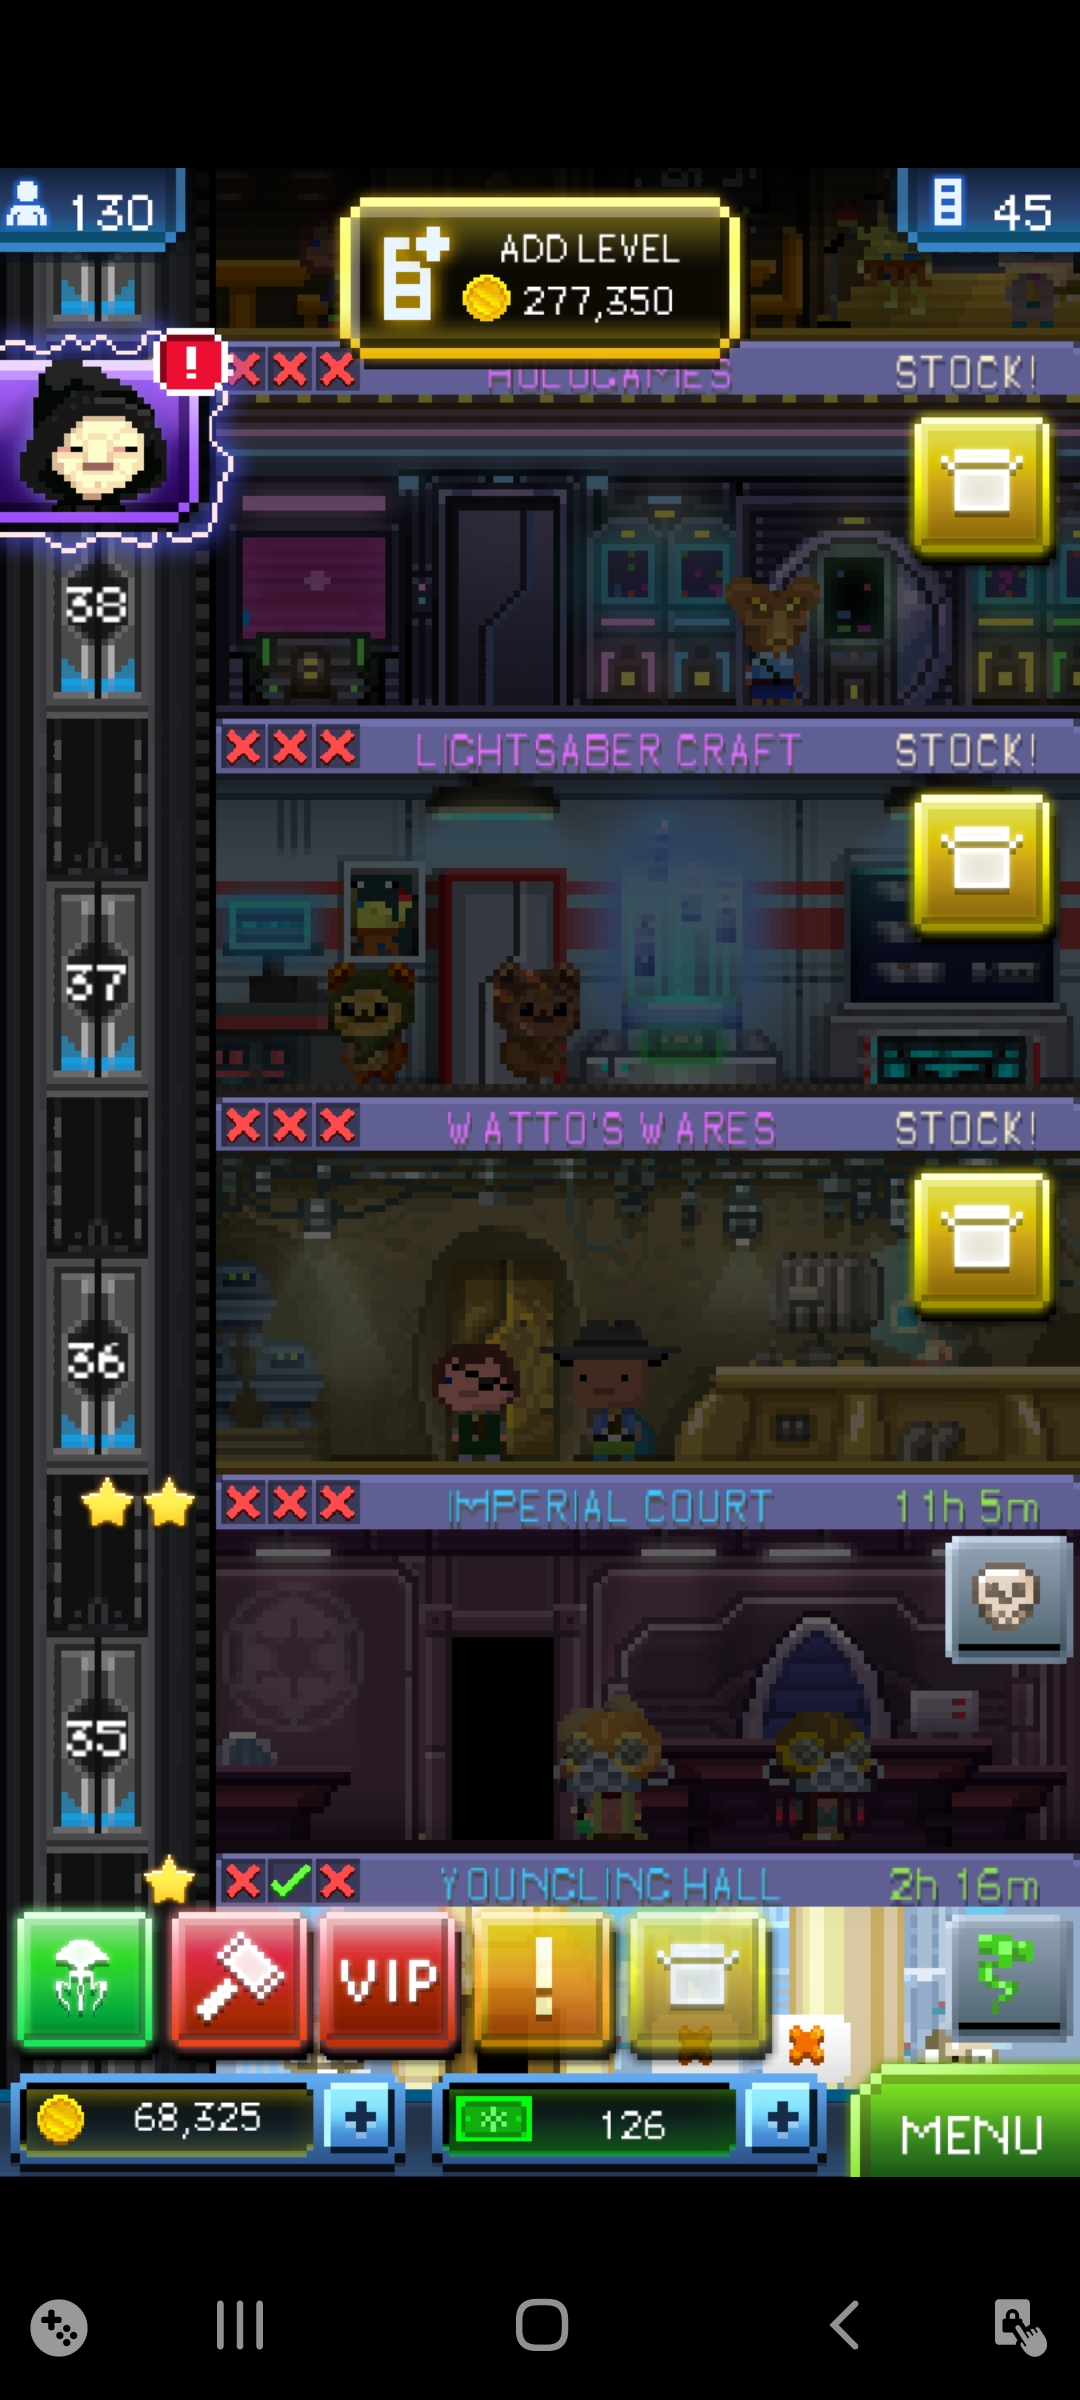 130
ADD LEVEL
277,350
45
!
HOLOGAMES
STOCK!
38
LIGHTSABER CRAFT
STOCK!
37
WATTO'S WARES
STOCK!
36
IMPERIAL COURT
11h 5m
35
YOUNGLING HALL
2h 16m
VIP
!
68,325
+
126
+
MENU